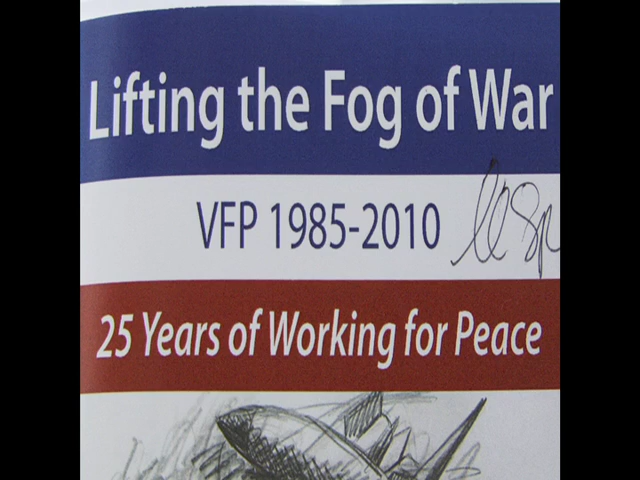 Lifting the Fog of War
VFP 1985-2010
25 Years of Working for Peace